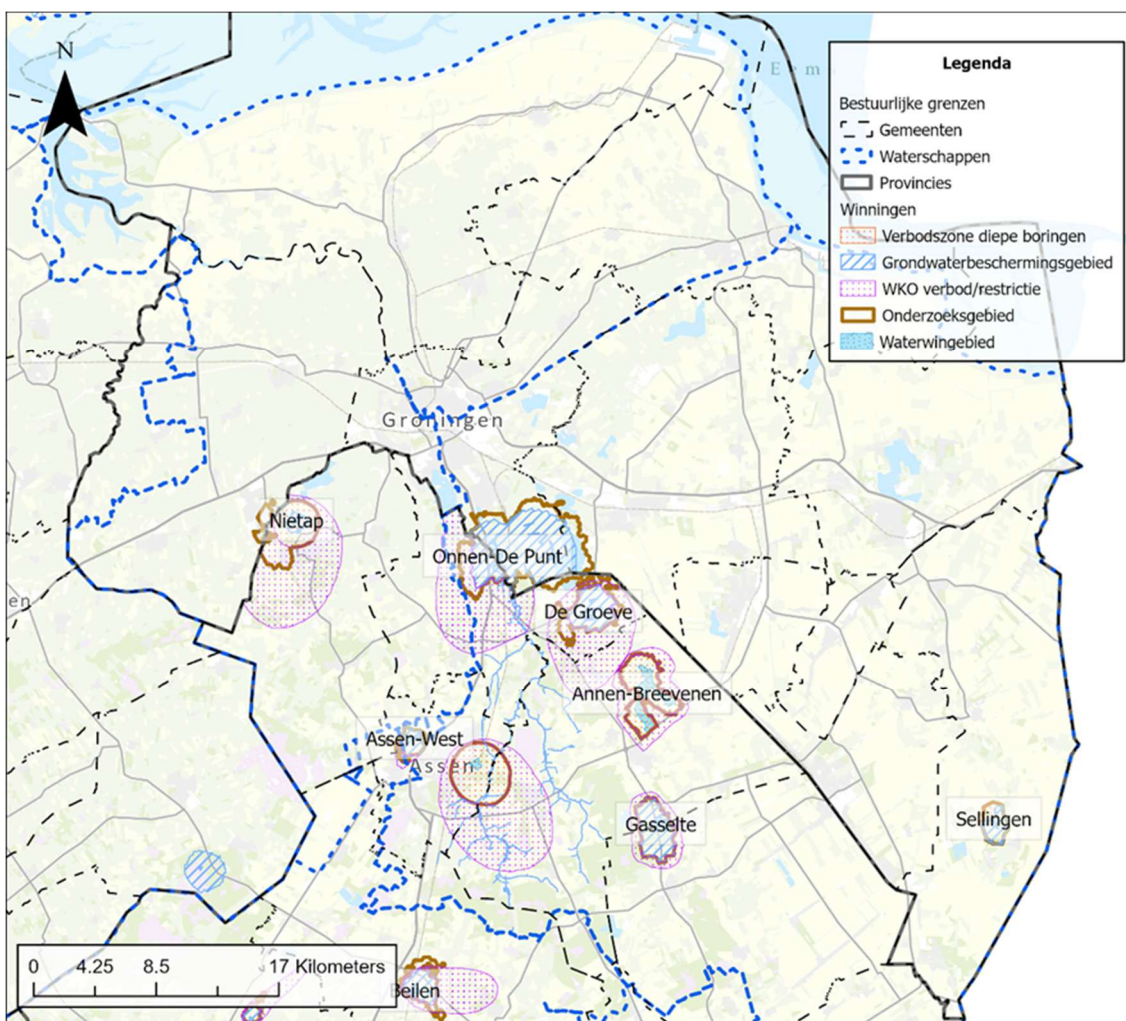 N
E m
Legenda
Bestuurlijke grenzen
Gemeenten
Waterschappen
Provincies
Winningen
Verbodszone diepe boringen
Grondwaterbeschermingsgebied
WKO verbod/restrictie
Onderzoeksgebied
Waterwingebied
Groningen
Nietap
Onnen-De Punt
en
De Groeve
Annen-Breevenen
Assen-West
Assen
Gasselte
Sellingen
0 4.25 8.5 17 Kilometers
Beilen